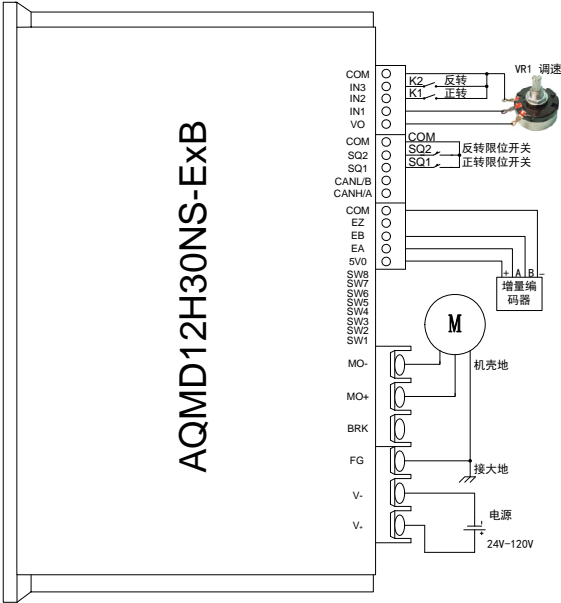 AQMD12H30NS-ExB
COM
IN3
IN2
IN1
VO
K2 反转
K1 正转
VR1 调速
COM
SQ2
SQ1
CANL/B
CANH/A
COM
SQ2 反转限位开关
SQ1 正转限位开关
COM
EZ
EB
EA
5V0
+ A B -
增量编
码器
SW8
SW7
SW6
SW5
SW4
SW3
SW2
SW1
M
MO-
机壳地
MO+
BRK
FG
接大地
V-
V+
电源
24V-120V